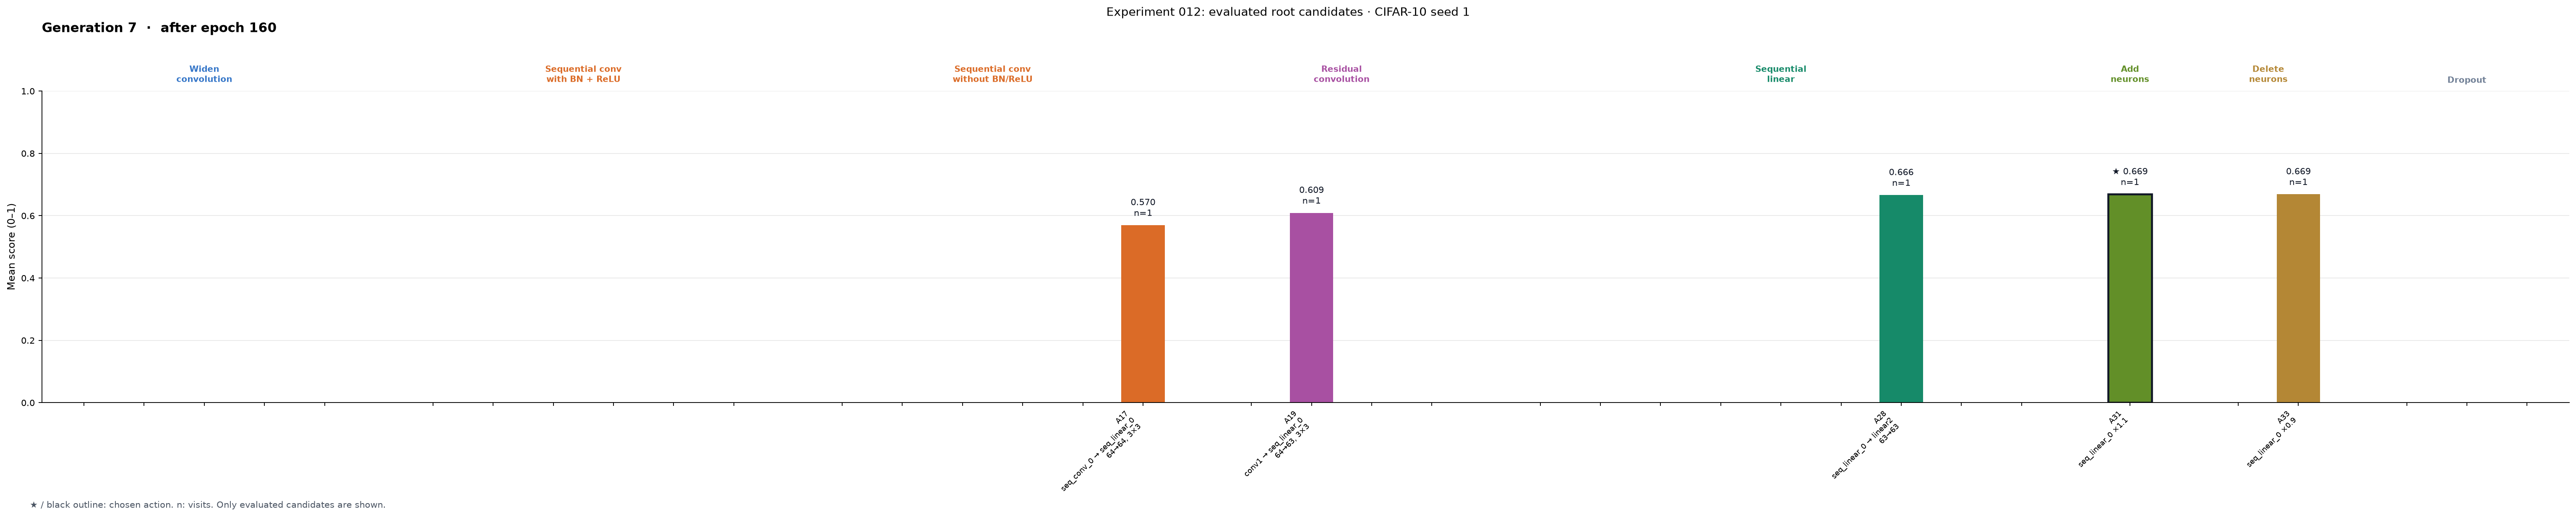 Experiment 012: evaluated root candidates · CIFAR-10 seed 1
Generation 7 · after epoch 160
Widen
convolution
Sequential conv
with BN + ReLU
Sequential conv
without BN/ReLU
Residual
convolution
Sequential
linear
Add
neurons
Delete
neurons
Dropout
Mean score (0–1)
1.0
0.8
0.6
0.4
0.2
0.0
0.570
n=1
0.609
n=1
0.666
n=1
★ 0.669
n=1
0.669
n=1
A17
seq_conv_0 → seq_linear_0
64→64, 3×3
A19
conv1 → seq_linear_0
64→63, 3×3
A28
seq_linear_0 → linear2
63→63
A31
seq_linear_0 ×1.1
A33
seq_linear_0 ×0.9
★ / black outline: chosen action. n: visits. Only evaluated candidates are shown.